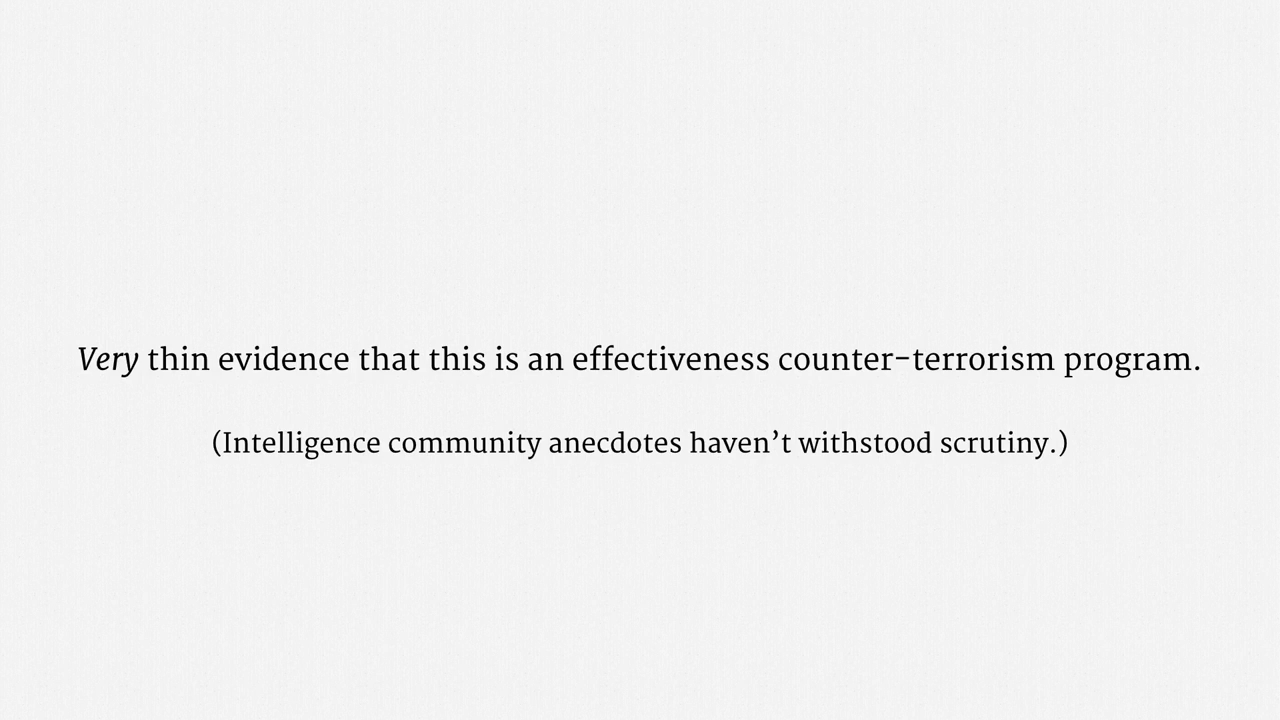 Very thin evidence that this is an effectiveness counter-terrorism program.
(Intelligence community anecdotes haven’t withstood scrutiny.)